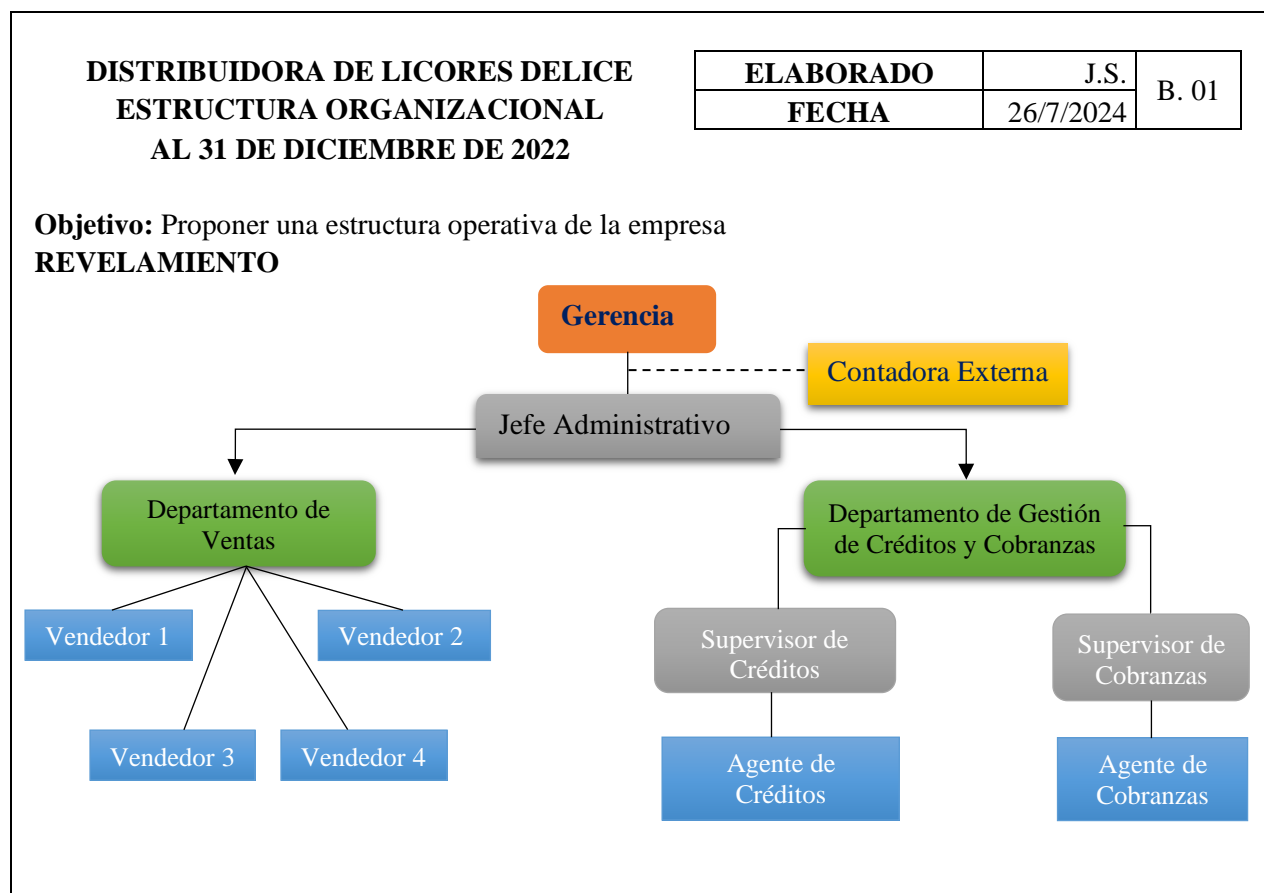 DISTRIBUIDORA DE LICORES DELICE
ESTRUCTURA ORGANIZACIONAL
AL 31 DE DICIEMBRE DE 2022
ELABORADO J.S.
FECHA 26/7/2024
B. 01
Objetivo: Proponer una estructura operativa de la empresa
REVELAMIENTO
Gerencia
Contadora Externa
Jefe Administrativo
Departamento de
Ventas
Departamento de Gestión
de Créditos y Cobranzas
Vendedor 1
Vendedor 2
Vendedor 3
Vendedor 4
Supervisor de
Créditos
Supervisor de
Cobranzas
Agente de
Créditos
Agente de
Cobranzas